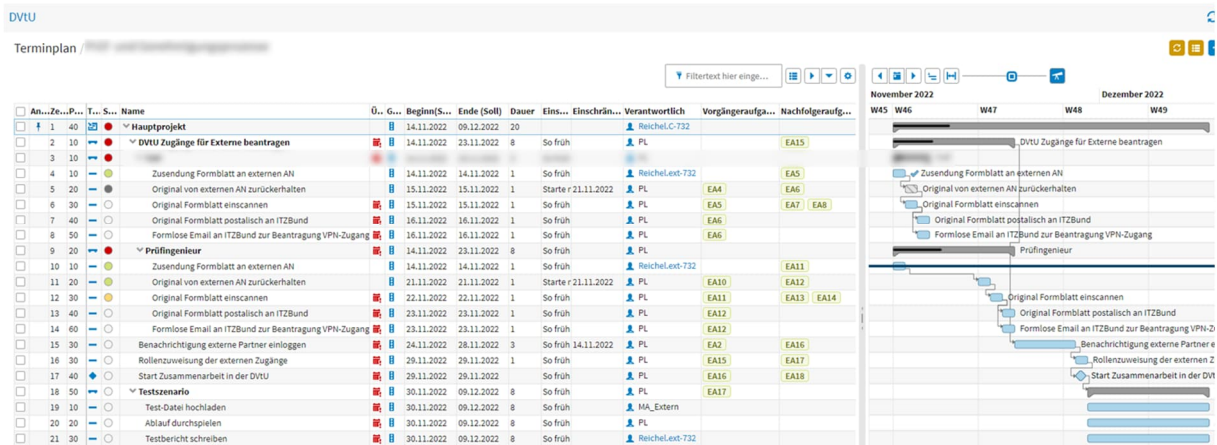 DVtU
Terminplan /
Filtertext hier einge...
November 2022 Dezember 2022
An... Ze... P... T... S... Name Ü.. G... Beginn(S... Ende (Soll) Dauer Eins... Einschrän... Verantwortlich Vorgängeraufga... Nachfolgeraufg... W45 W46 W47 W48 W49
1 40 Hauptprojekt 14.11.2022 09.12.2022 20 Reichel.C-732
2 10 DVtU Zugänge für Externe beantragen 14.11.2022 23.11.2022 8 So früh PL EA15 DVtU Zugänge für Externe beantragen
3 10
4 10 Zusendung Formblatt an externen AN 14.11.2022 14.11.2022 1 So früh Reichel.ext-732 EA5 Zusendung Formblatt an externen AN
5 20 Original von externen AN zurückerhalten 15.11.2022 15.11.2022 1 Starte r 21.11.2022 PL EA4 EA6 Original von externen AN zurückerhalten
6 30 Original Formblatt einscannen 15.11.2022 15.11.2022 1 So früh PL EA5 EA7 EA8 Original Formblatt einscannen
7 40 Original Formblatt postalisch an ITZBund 16.11.2022 16.11.2022 1 So früh PL EA6 Original Formblatt postalisch an ITZBund
8 50 Formlose Email an ITZBund zur Beantragung VPN-Zugang 16.11.2022 16.11.2022 1 So früh PL EA6 Formlose Email an ITZBund zur Beantragung VPN-Zugang
9 20 Prüfingenieur 14.11.2022 23.11.2022 8 So früh PL Prüfingenieur
10 10 Zusendung Formblatt an externen AN 14.11.2022 14.11.2022 1 So früh Reichel.ext-732 EA11
11 20 Original von externen AN zurückerhalten 21.11.2022 21.11.2022 1 Starte r 21.11.2022 PL EA10 EA12
12 30 Original Formblatt einscannen 22.11.2022 22.11.2022 1 So früh PL EA11 EA13 EA14 Original Formblatt einscannen
13 40 Original Formblatt postalisch an ITZBund 23.11.2022 23.11.2022 1 So früh PL EA12 Original Formblatt postalisch an ITZBund
14 60 Formlose Email an ITZBund zur Beantragung VPN-Zugang 23.11.2022 23.11.2022 1 So früh PL EA12 Formlose Email an ITZBund zur Beantragung VPN-Z
15 30 Benachrichtigung externe Partner einloggen 24.11.2022 28.11.2022 3 So früh 14.11.2022 PL EA2 EA16 Benachrichtigung externe Partner e
16 30 Rollenzuweisung der externen Zugänge 29.11.2022 29.11.2022 1 So früh PL EA15 EA17 Rollenzuweisung der externen Z
17 40 Start Zusammenarbeit in der DVtU 29.11.2022 29.11.2022 So früh PL EA16 EA18 Start Zusammenarbeit in der DVt
18 50 Testszenario 30.11.2022 09.12.2022 8 So früh PL EA17
19 10 Test-Datei hochladen 30.11.2022 09.12.2022 8 So früh MA_Extern
20 20 Ablauf durchspielen 30.11.2022 09.12.2022 8 So früh PL
21 30 Testbericht schreiben 30.11.2022 09.12.2022 8 So früh Reichel.ext-732